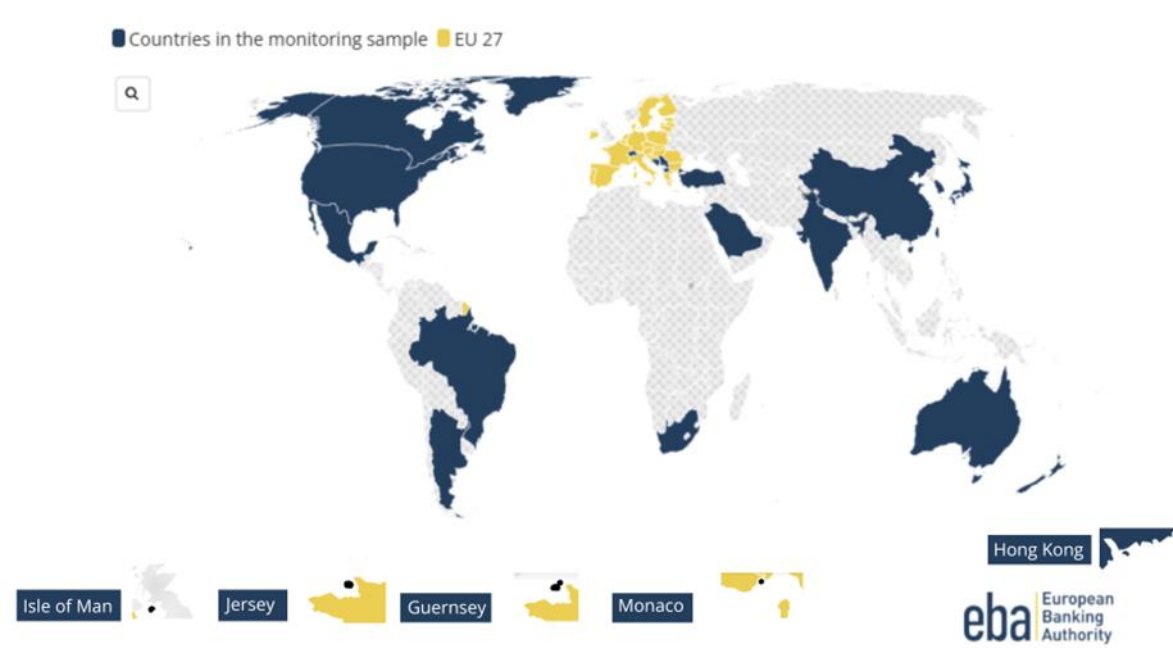 Countries in the monitoring sample EU 27
Hong Kong
Isle of Man
Jersey
Guernsey
Monaco
eba European
Banking
Authority